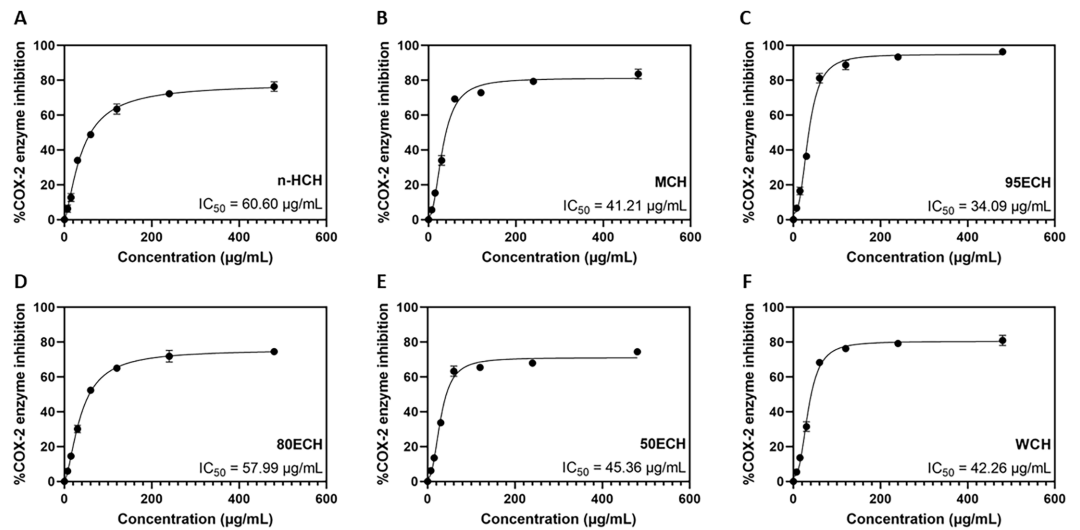 A
%COX-2 enzyme inhibition
100
80
60
40
20
0
n-HCH
IC50 = 60.60 µg/mL
0 200 400 600
Concentration (µg/mL)
B
%COX-2 enzyme inhibition
100
80
60
40
20
0
MCH
IC50 = 41.21 µg/mL
0 200 400 600
Concentration (µg/mL)
C
%COX-2 enzyme inhibition
100
80
60
40
20
0
95ECH
IC50 = 34.09 µg/mL
0 200 400 600
Concentration (µg/mL)
D
%COX-2 enzyme inhibition
100
80
60
40
20
0
80ECH
IC50 = 57.99 µg/mL
0 200 400 600
Concentration (µg/mL)
E
%COX-2 enzyme inhibition
100
80
60
40
20
0
50ECH
IC50 = 45.36 µg/mL
0 200 400 600
Concentration (µg/mL)
F
%COX-2 enzyme inhibition
100
80
60
40
20
0
WCH
IC50 = 42.26 µg/mL
0 200 400 600
Concentration (µg/mL)